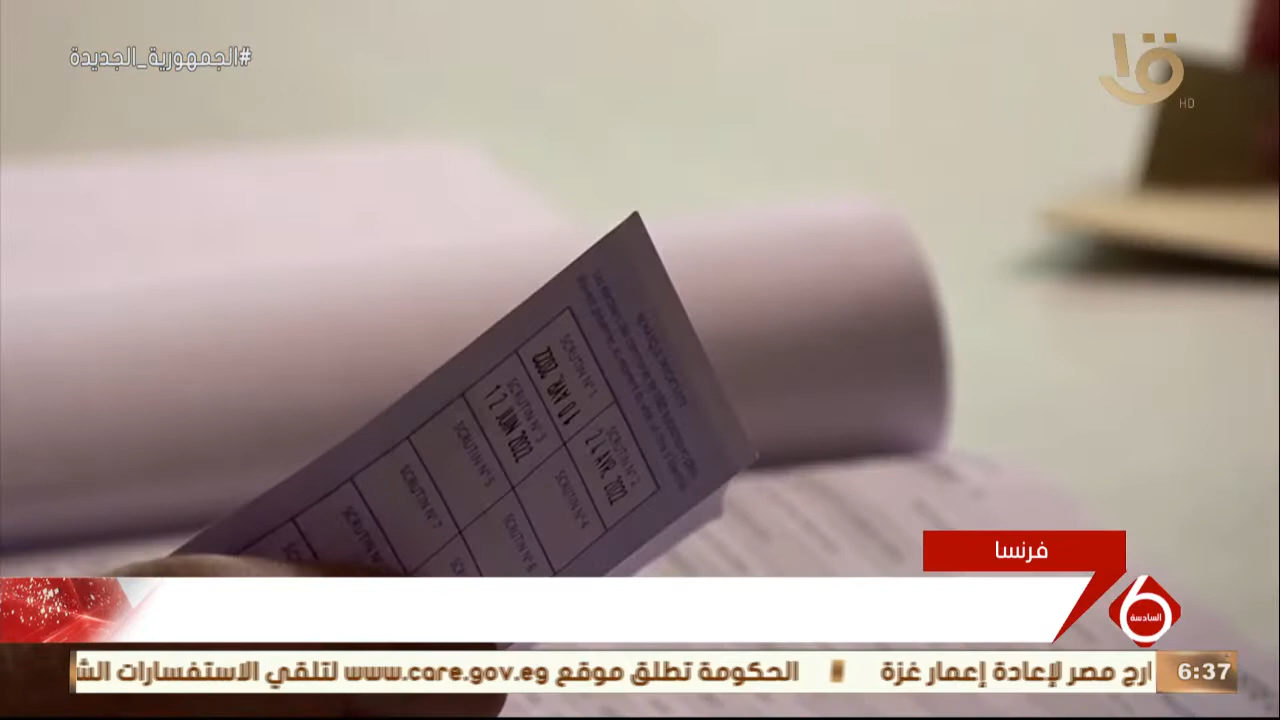 #الجمهورية_الجديدة
HD
SCRUTIN N°1
10 AVR. 2022
SCRUTIN N°2
24 AVR. 2022
SCRUTIN N°3
12 JUIN 2022
SCRUTIN N°4
SCRUTIN N°5
SCRUTIN N°6
SCRUTIN N°7
فرنسا
6
السادسة
ارج مصر لإعادة إعمار غزة الحكومة تطلق موقع www.care.gov.eg لتلقي الاستفسارات الش
6:37